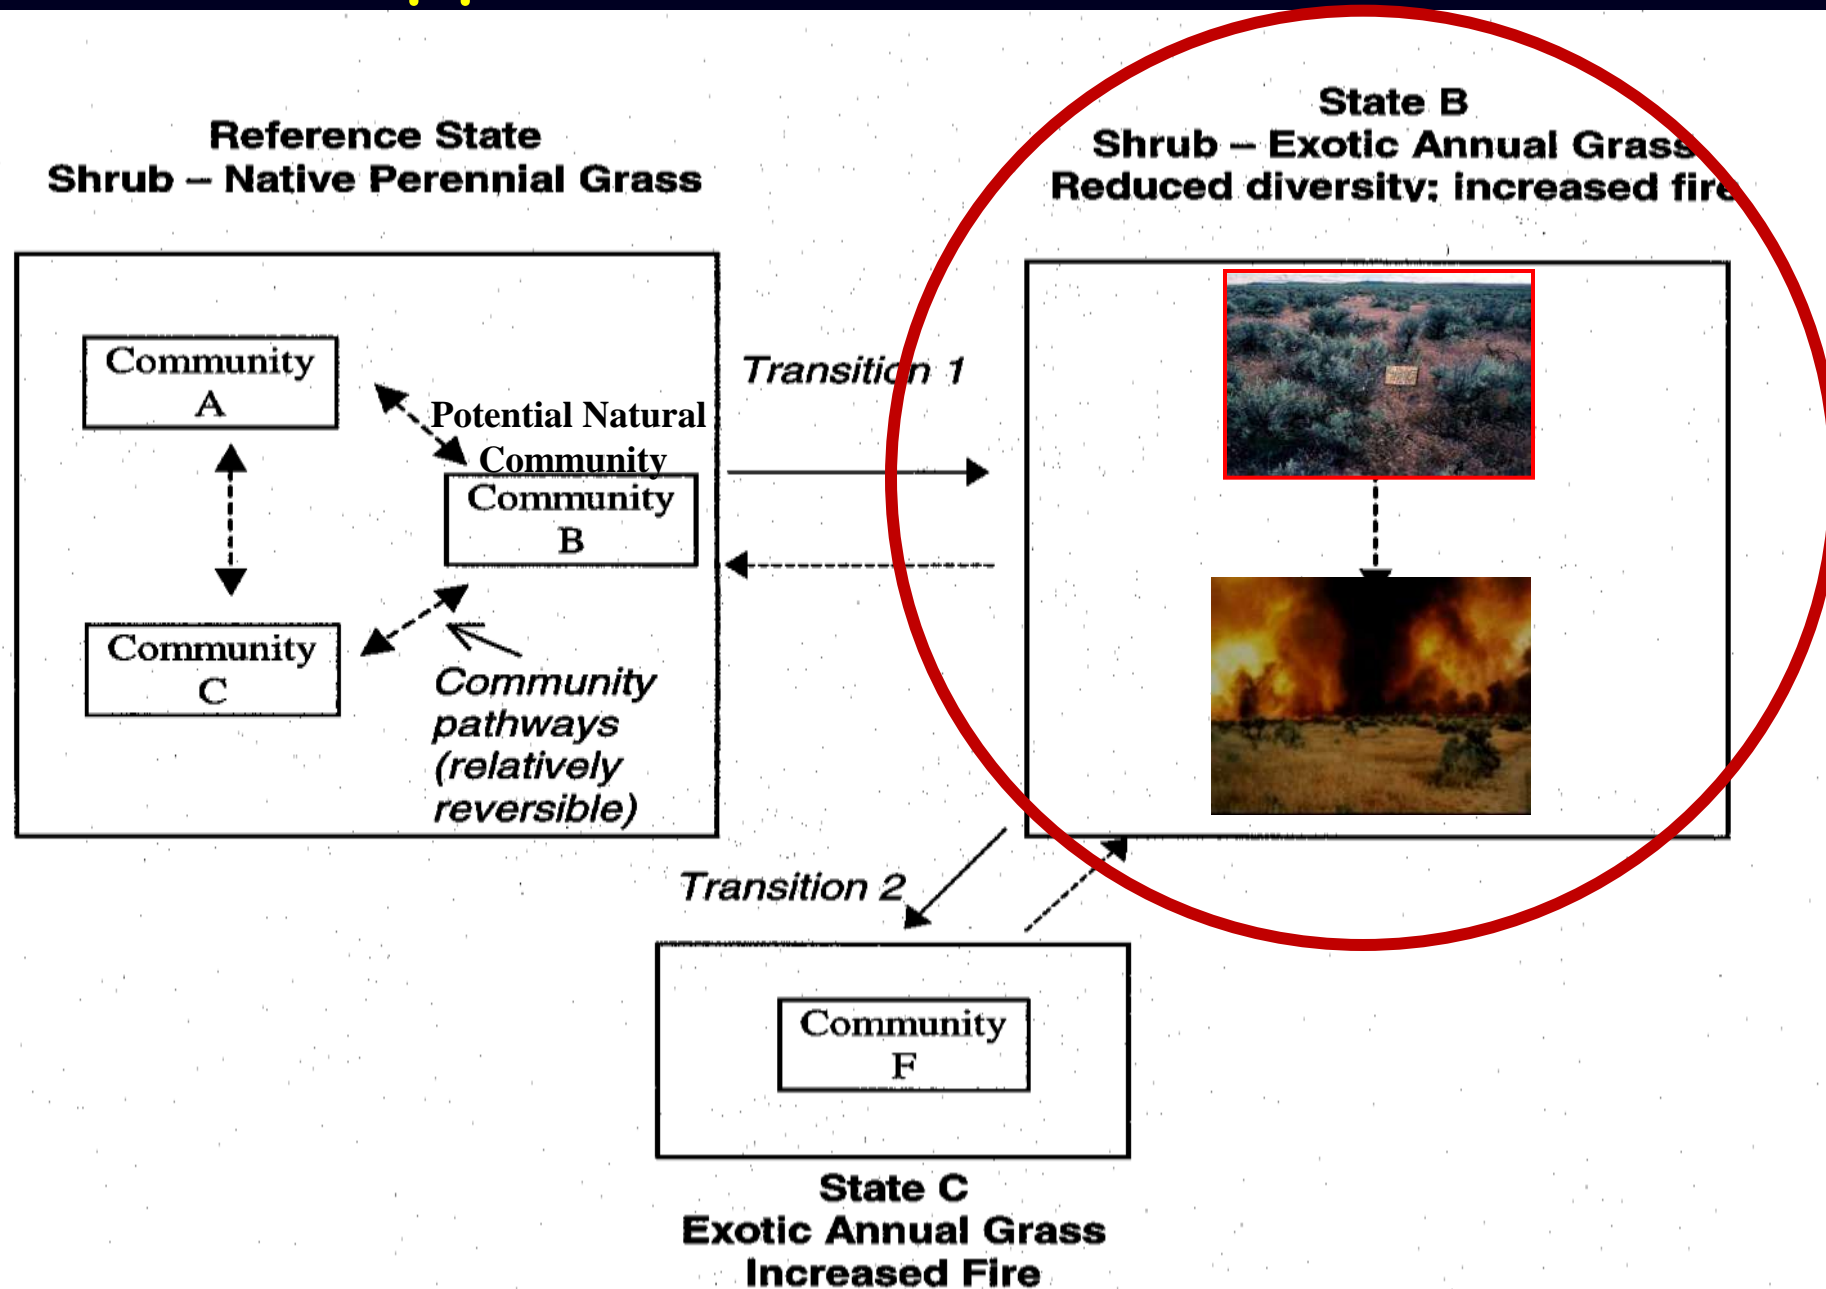 Reference State
Shrub – Native Perennial Grass
State B
Shrub – Exotic Annual Grass
Reduced diversity; increased fire
Community
A
Potential Natural
Community
Community
B
Community
C
Community
pathways
(relatively
reversible)
Transition 1
Transition 2
Community
F
State C
Exotic Annual Grass
Increased Fire